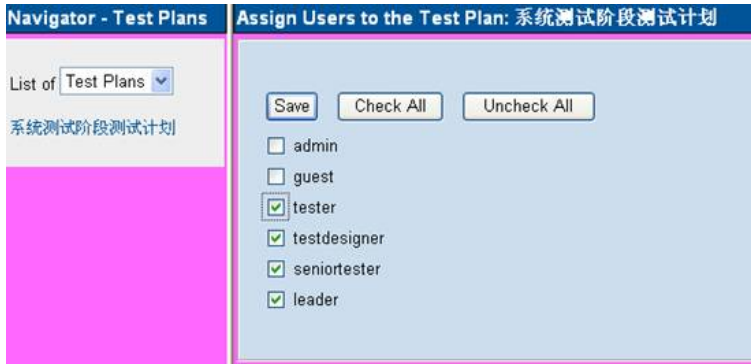 Navigator - Test Plans
List of Test Plans
系统测试阶段测试计划
Assign Users to the Test Plan: 系统测试阶段测试计划
Save Check All Uncheck All
admin
guest
tester
testdesigner
seniortester
leader